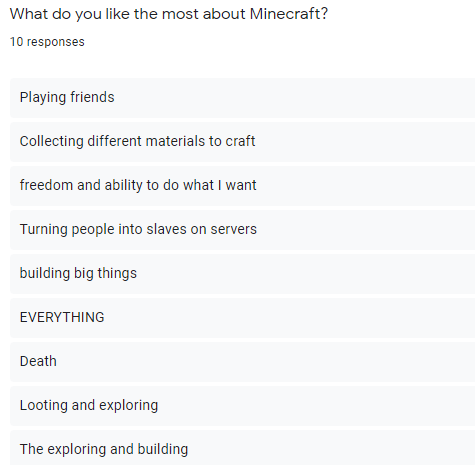 What do you like the most about Minecraft?
10 responses
Playing friends
Collecting different materials to craft
freedom and ability to do what I want
Turning people into slaves on servers
building big things
EVERYTHING
Death
Looting and exploring
The exploring and building